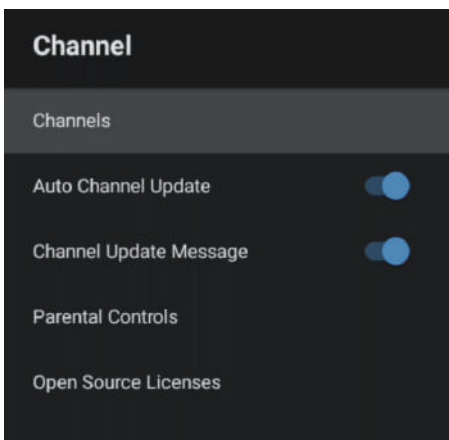 Channel
Channels
Auto Channel Update
Channel Update Message
Parental Controls
Open Source Licenses